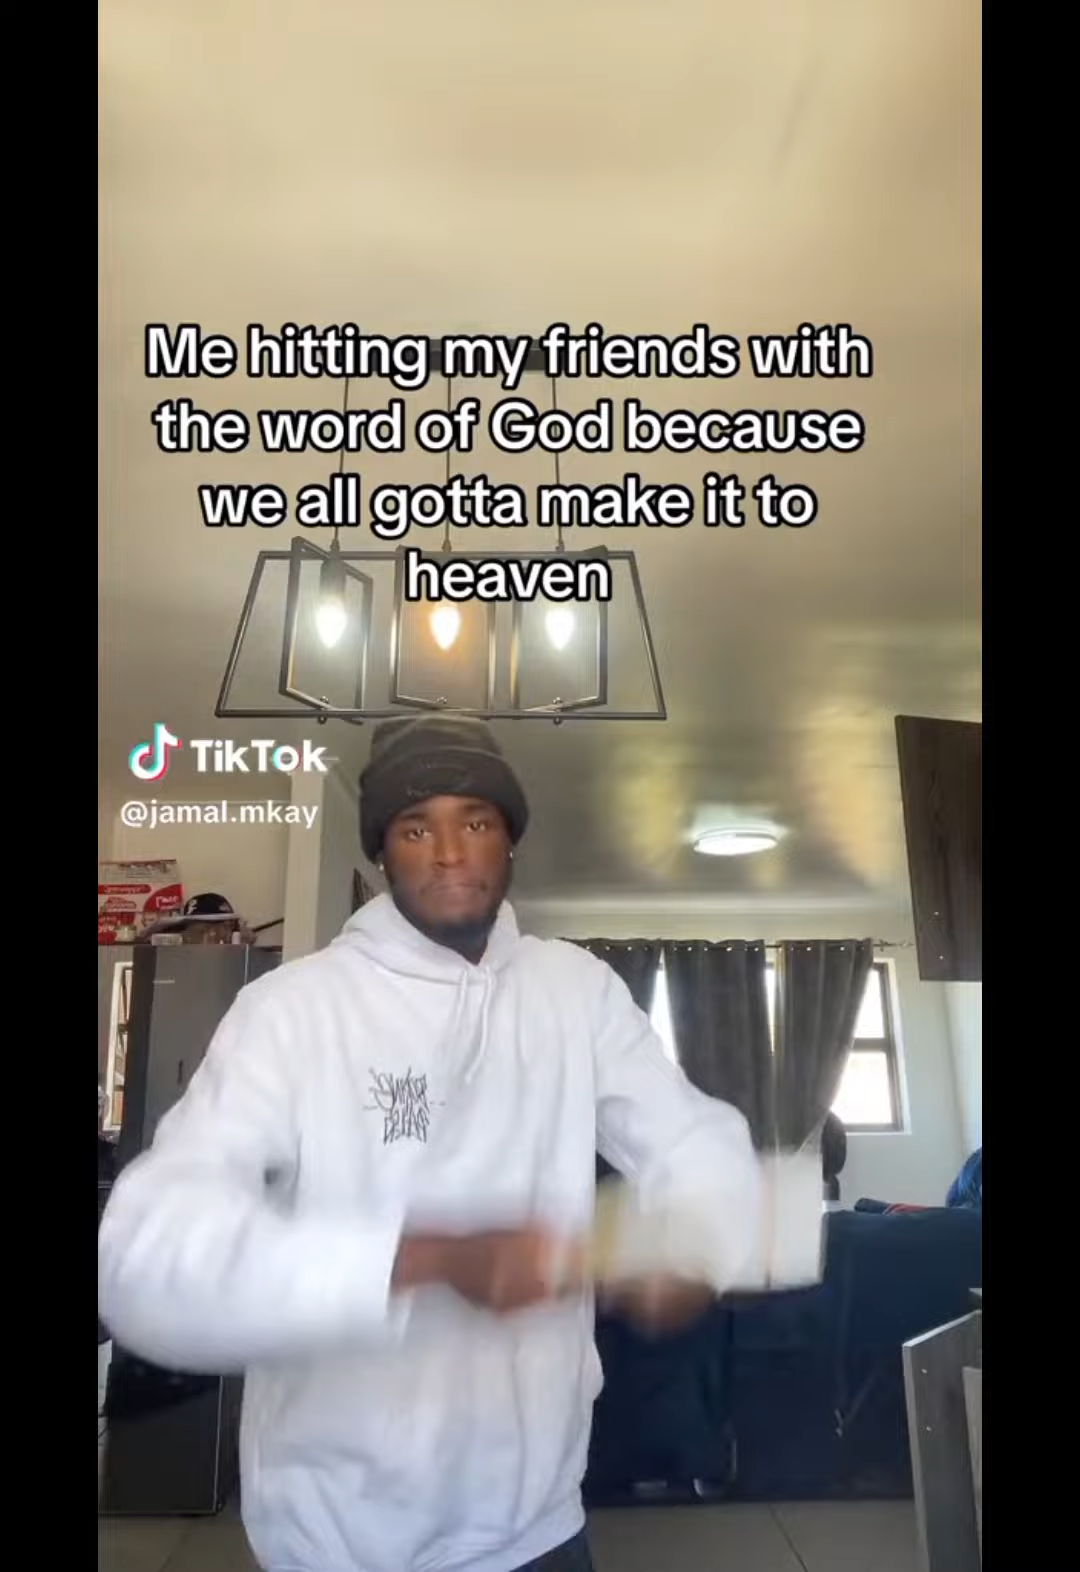 Me hitting my friends with
the word of God because
we all gotta make it to
heaven
TikTok
@jamal.mkay